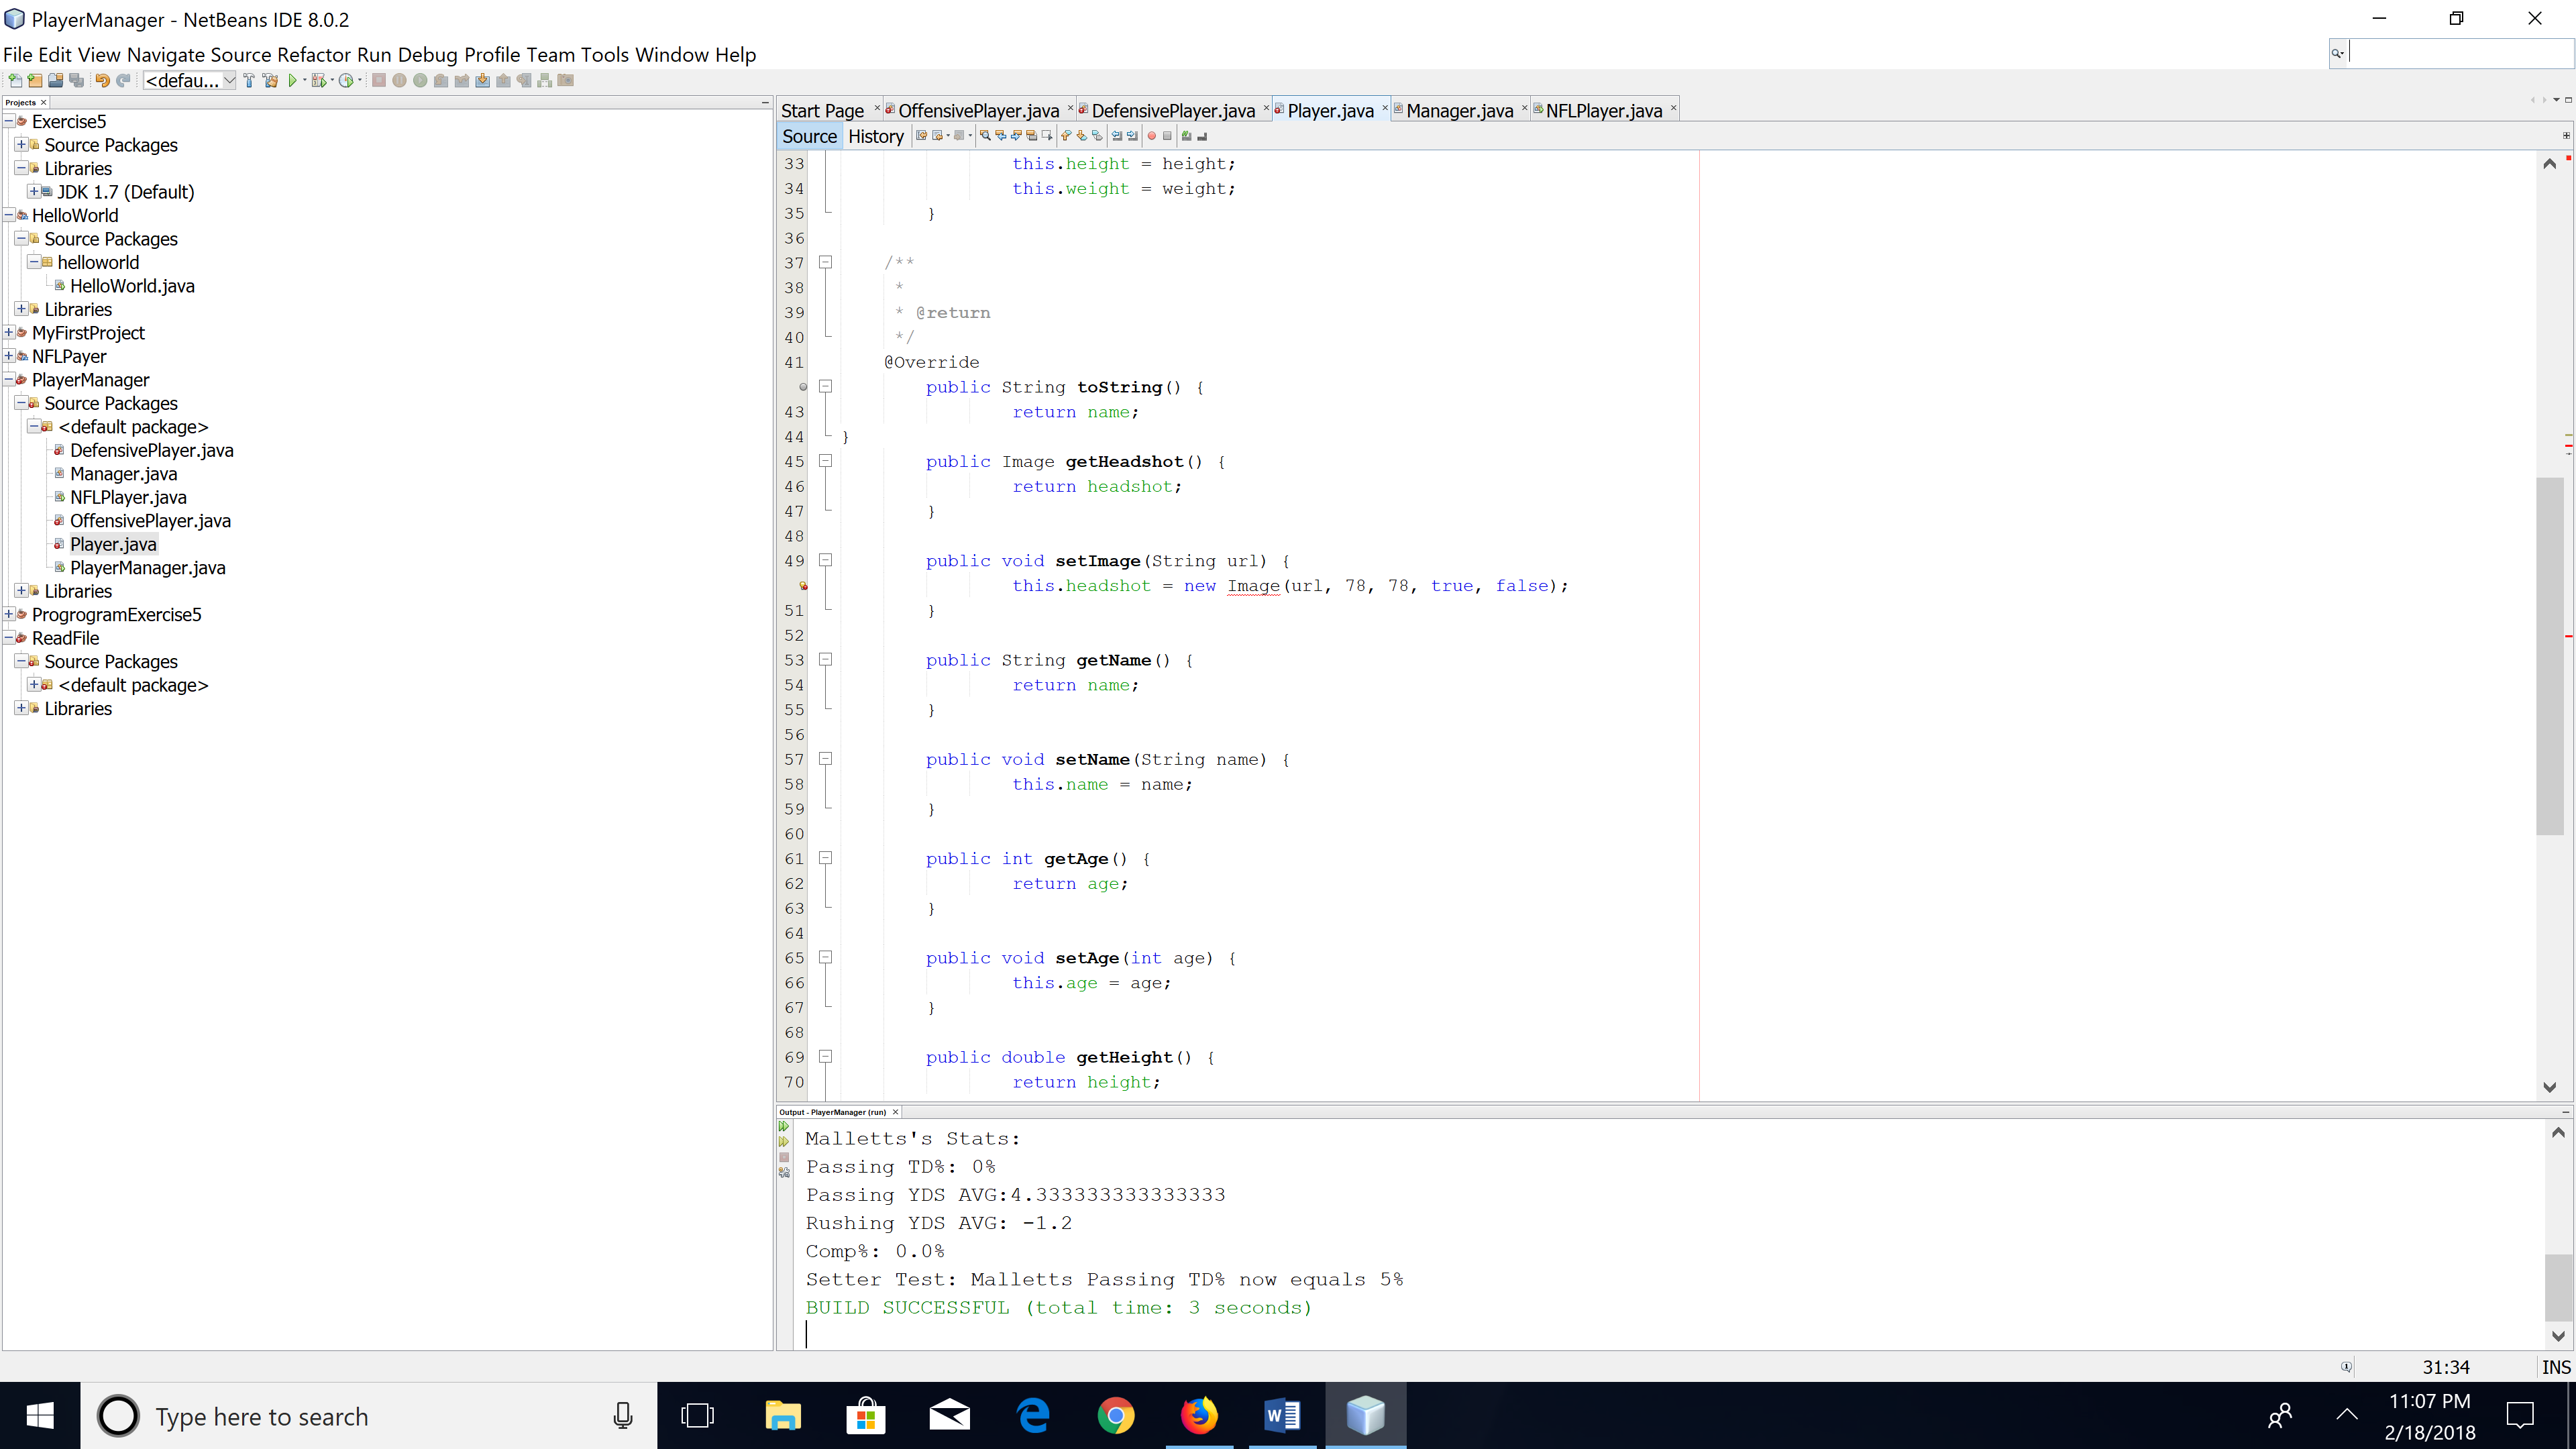 PlayerManager - NetBeans IDE 8.0.2
File Edit View Navigate Source Refactor Run Debug Profile Team Tools Window Help
<defau...
Projects
Exercise5
Source Packages
Libraries
JDK 1.7 (Default)
HelloWorld
Source Packages
helloworld
HelloWorld.java
Libraries
MyFirstProject
NFLPayer
PlayerManager
Source Packages
<default package>
DefensivePlayer.java
Manager.java
NFLPlayer.java
OffensivePlayer.java
Player.java
PlayerManager.java
Libraries
ProgrogramExercise5
ReadFile
Source Packages
<default package>
Libraries
Start Page OffensivePlayer.java DefensivePlayer.java Player.java Manager.java NFLPlayer.java
Source History
33 this.height = height;
34 this.weight = weight;
35 }
36
37 /**
38 *
39 * @return
40 */
41 @Override
public String toString() {
43 return name;
44 }
45 public Image getHeadshot() {
46 return headshot;
47 }
48
49 public void setImage(String url) {
this.headshot = new Image(url, 78, 78, true, false);
51 }
52
53 public String getName() {
54 return name;
55 }
56
57 public void setName(String name) {
58 this.name = name;
59 }
60
61 public int getAge() {
62 return age;
63 }
64
65 public void setAge(int age) {
66 this.age = age;
67 }
68
69 public double getHeight() {
70 return height;
Output - PlayerManager (run)
Malletts's Stats:
Passing TD%: 0%
Passing YDS AVG:4.333333333333333
Rushing YDS AVG: -1.2
Comp%: 0.0%
Setter Test: Malletts Passing TD% now equals 5%
BUILD SUCCESSFUL (total time: 3 seconds)
31:34 INS
Type here to search
11:07 PM
2/18/2018